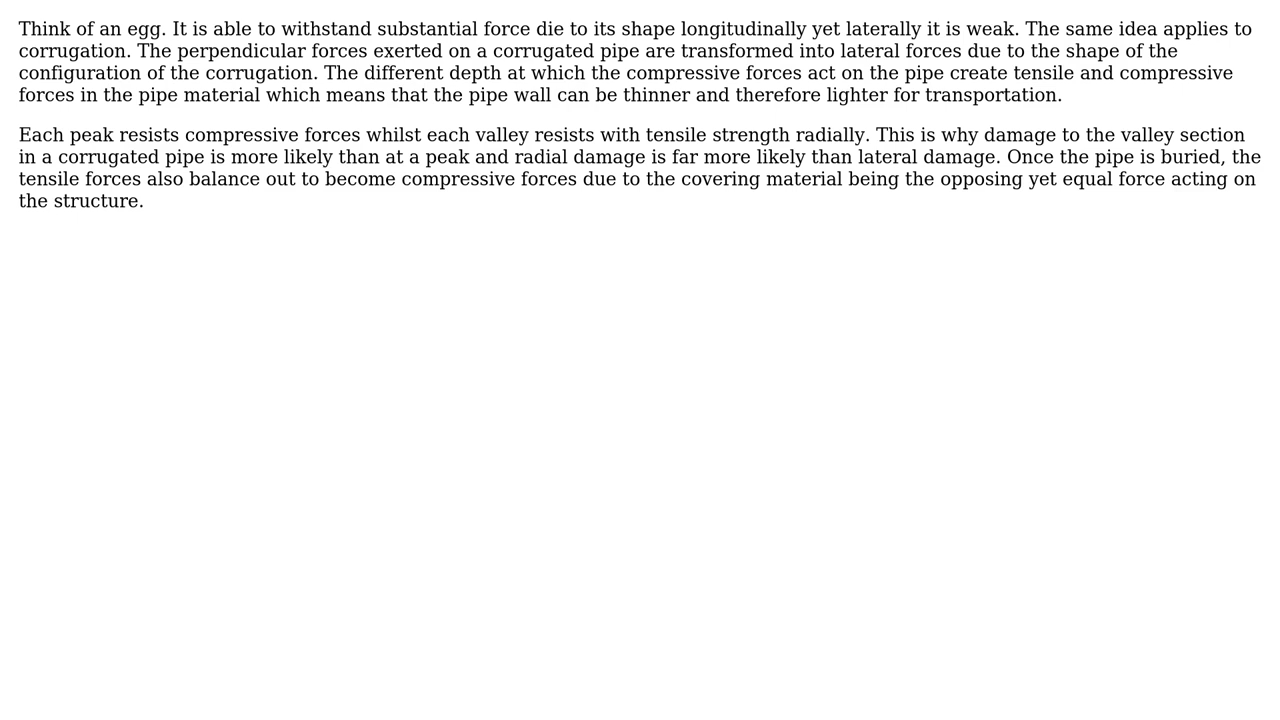 Think of an egg. It is able to withstand substantial force die to its shape longitudinally yet laterally it is weak. The same idea applies to
corrugation. The perpendicular forces exerted on a corrugated pipe are transformed into lateral forces due to the shape of the
configuration of the corrugation. The different depth at which the compressive forces act on the pipe create tensile and compressive
forces in the pipe material which means that the pipe wall can be thinner and therefore lighter for transportation.
Each peak resists compressive forces whilst each valley resists with tensile strength radially. This is why damage to the valley section
in a corrugated pipe is more likely than at a peak and radial damage is far more likely than lateral damage. Once the pipe is buried, the
tensile forces also balance out to become compressive forces due to the covering material being the opposing yet equal force acting on
the structure.